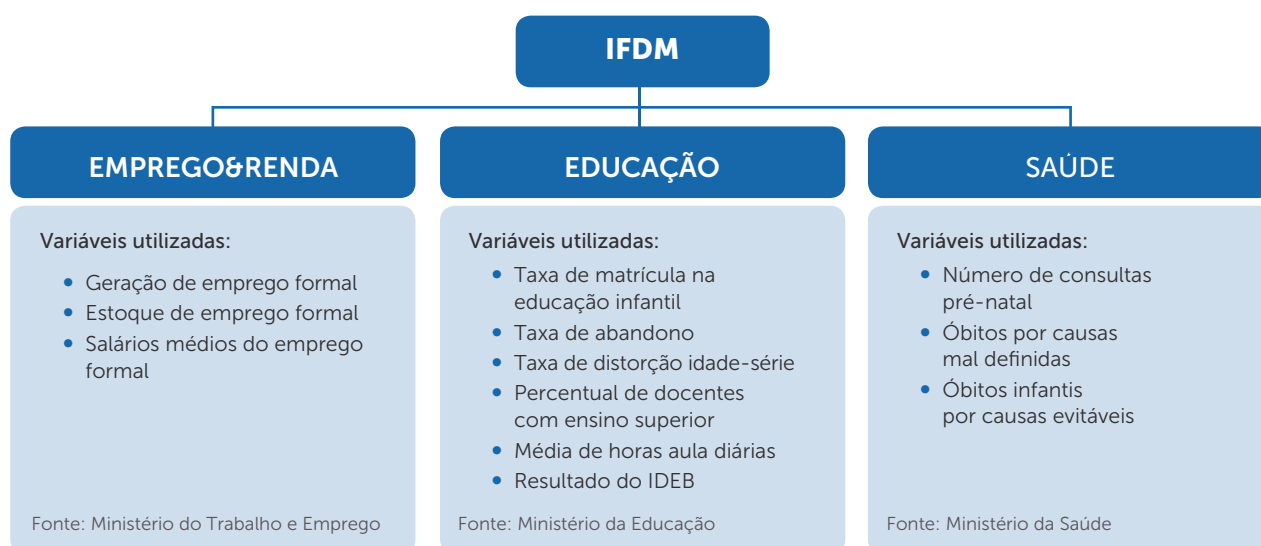 IFDM
EMPREGO&RENDA
Variáveis utilizadas:
• Geração de emprego formal
• Estoque de emprego formal
• Salários médios do emprego
formal
Fonte: Ministério do Trabalho e Emprego
EDUCAÇÃO
Variáveis utilizadas:
• Taxa de matrícula na
educação infantil
• Taxa de abandono
• Taxa de distorção idade-série
• Percentual de docentes
com ensino superior
• Média de horas aula diárias
• Resultado do IDEB
Fonte: Ministério da Educação
SAÚDE
Variáveis utilizadas:
• Número de consultas
pré-natal
• Óbitos por causas
mal definidas
• Óbitos infantis
por causas evitáveis
Fonte: Ministério da Saúde